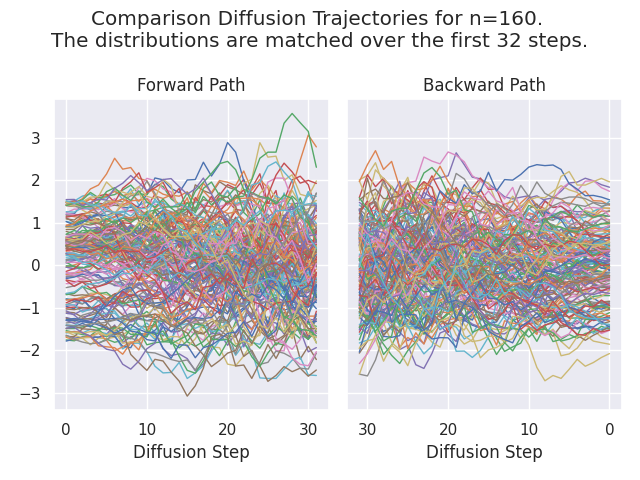 Comparison Diffusion Trajectories for n=160.
The distributions are matched over the first 32 steps.
Forward Path
Backward Path
3
2
1
0
−1
−2
−3
0
10
20
30
30
20
10
0
Diffusion Step
Diffusion Step